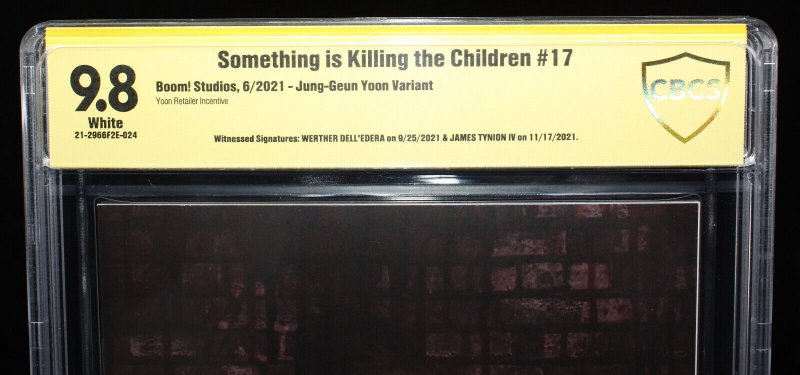 Something is Killing the Children #17
9.8
White
21-2966F2E-024
Boom! Studios, 6/2021 - Jung-Geun Yoon Variant
Yoon Retailer Incentive
Witnessed Signatures: WERTHER DELL'EDERA on 9/25/2021 & JAMES TYNION IV on 11/17/2021.
CBCS